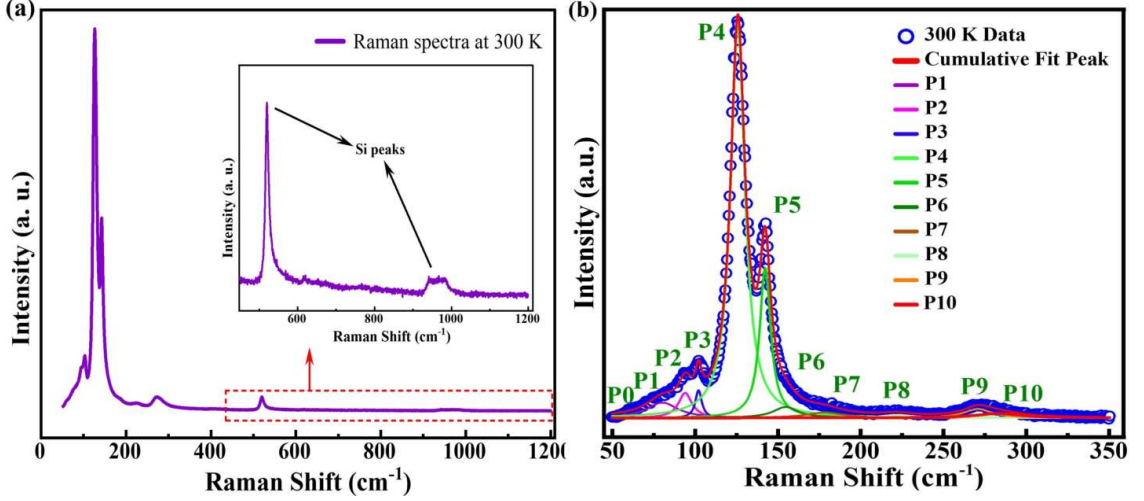 (a)
Raman spectra at 300 K
Si peaks
Intensity (a. u.)
600
800
1000
1200
Raman Shift (cm⁻¹)
Intensity (a. u.)
0
200
400
600
800
1000
1200
Raman Shift (cm⁻¹)
(b)
P4
P5
P3
P2
P1
P0
P6
P7
P8
P9
P10
300 K Data
Cumulative Fit Peak
P1
P2
P3
P4
P5
P6
P7
P8
P9
P10
Intensity (a.u.)
50
100
150
200
250
300
350
Raman Shift (cm⁻¹)